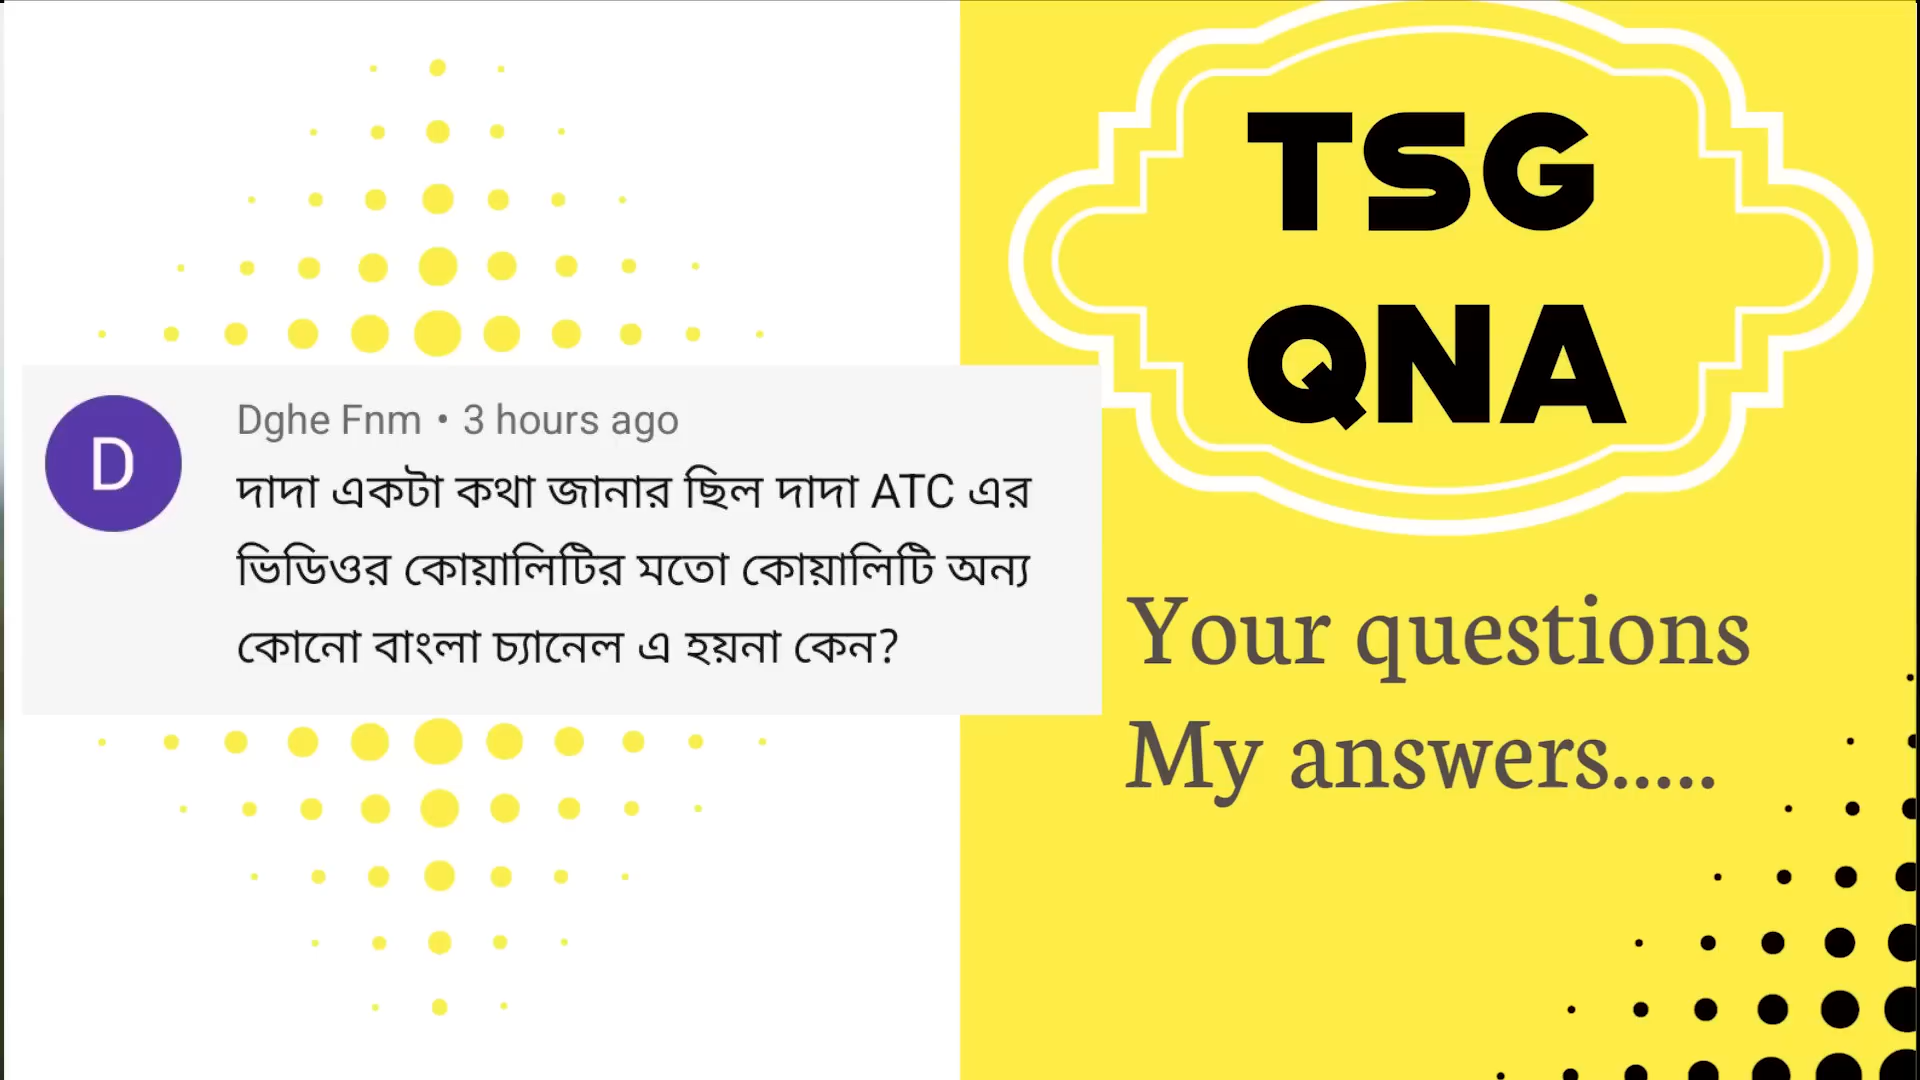 D
Dghe Fnm • 3 hours ago
দাদা একটা কথা জানার ছিল দাদা ATC এর
ভিডিওর কোয়ালিটির মতো কোয়ালিটি অন্য
কোনো বাংলা চ্যানেল এ হয়না কেন?
TSG
QNA
Your questions
My answers.....